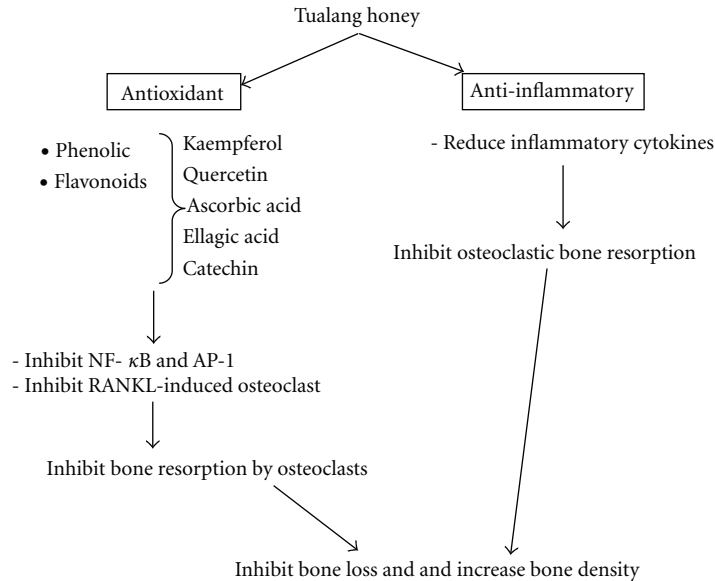 Tualang honey
Antioxidant
Anti-inflammatory
• Phenolic
• Flavonoids
Kaempferol
Quercetin
Ascorbic acid
Ellagic acid
Catechin
- Reduce inflammatory cytokines
Inhibit osteoclastic bone resorption
- Inhibit NF- κB and AP-1
- Inhibit RANKL-induced osteoclast
Inhibit bone resorption by osteoclasts
Inhibit bone loss and and increase bone density